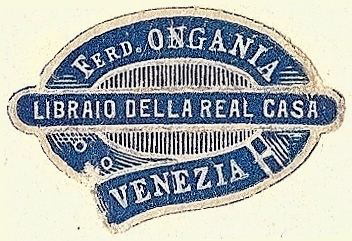 FERD. ONGANIA
LIBRAIO DELLA REAL CASA
VENEZIA